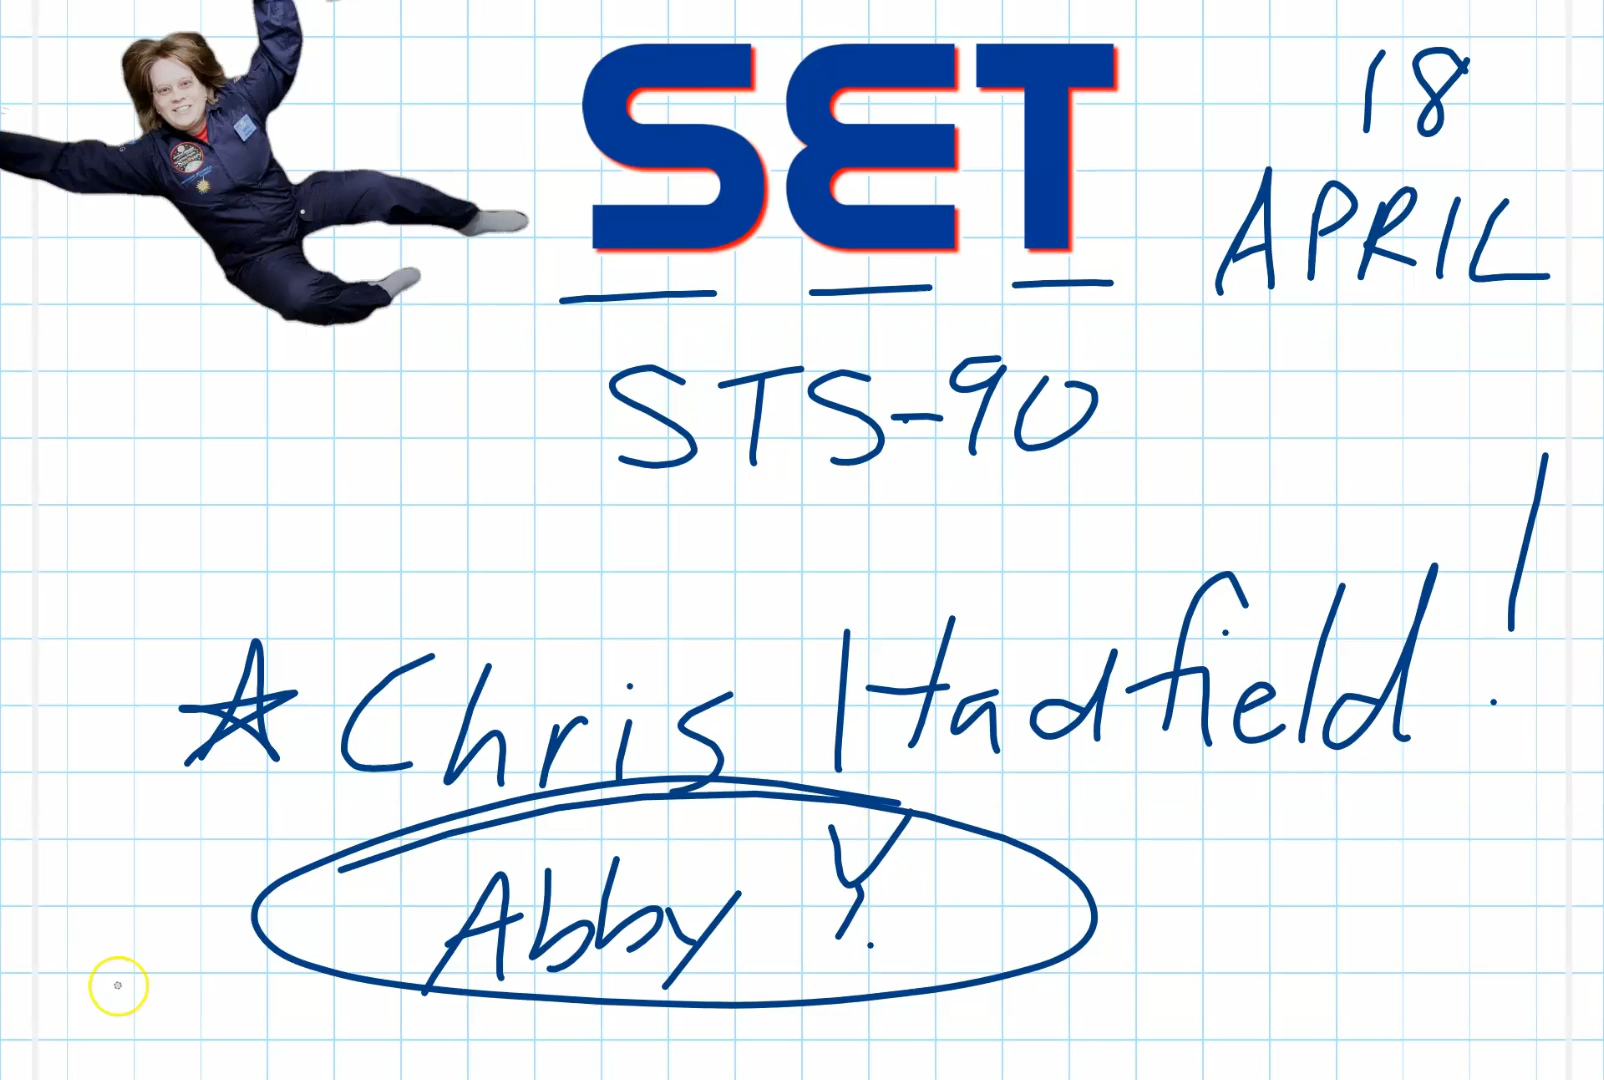 SET
18
APRIL
STS-90
Chris Hadfield!
Abby Y.